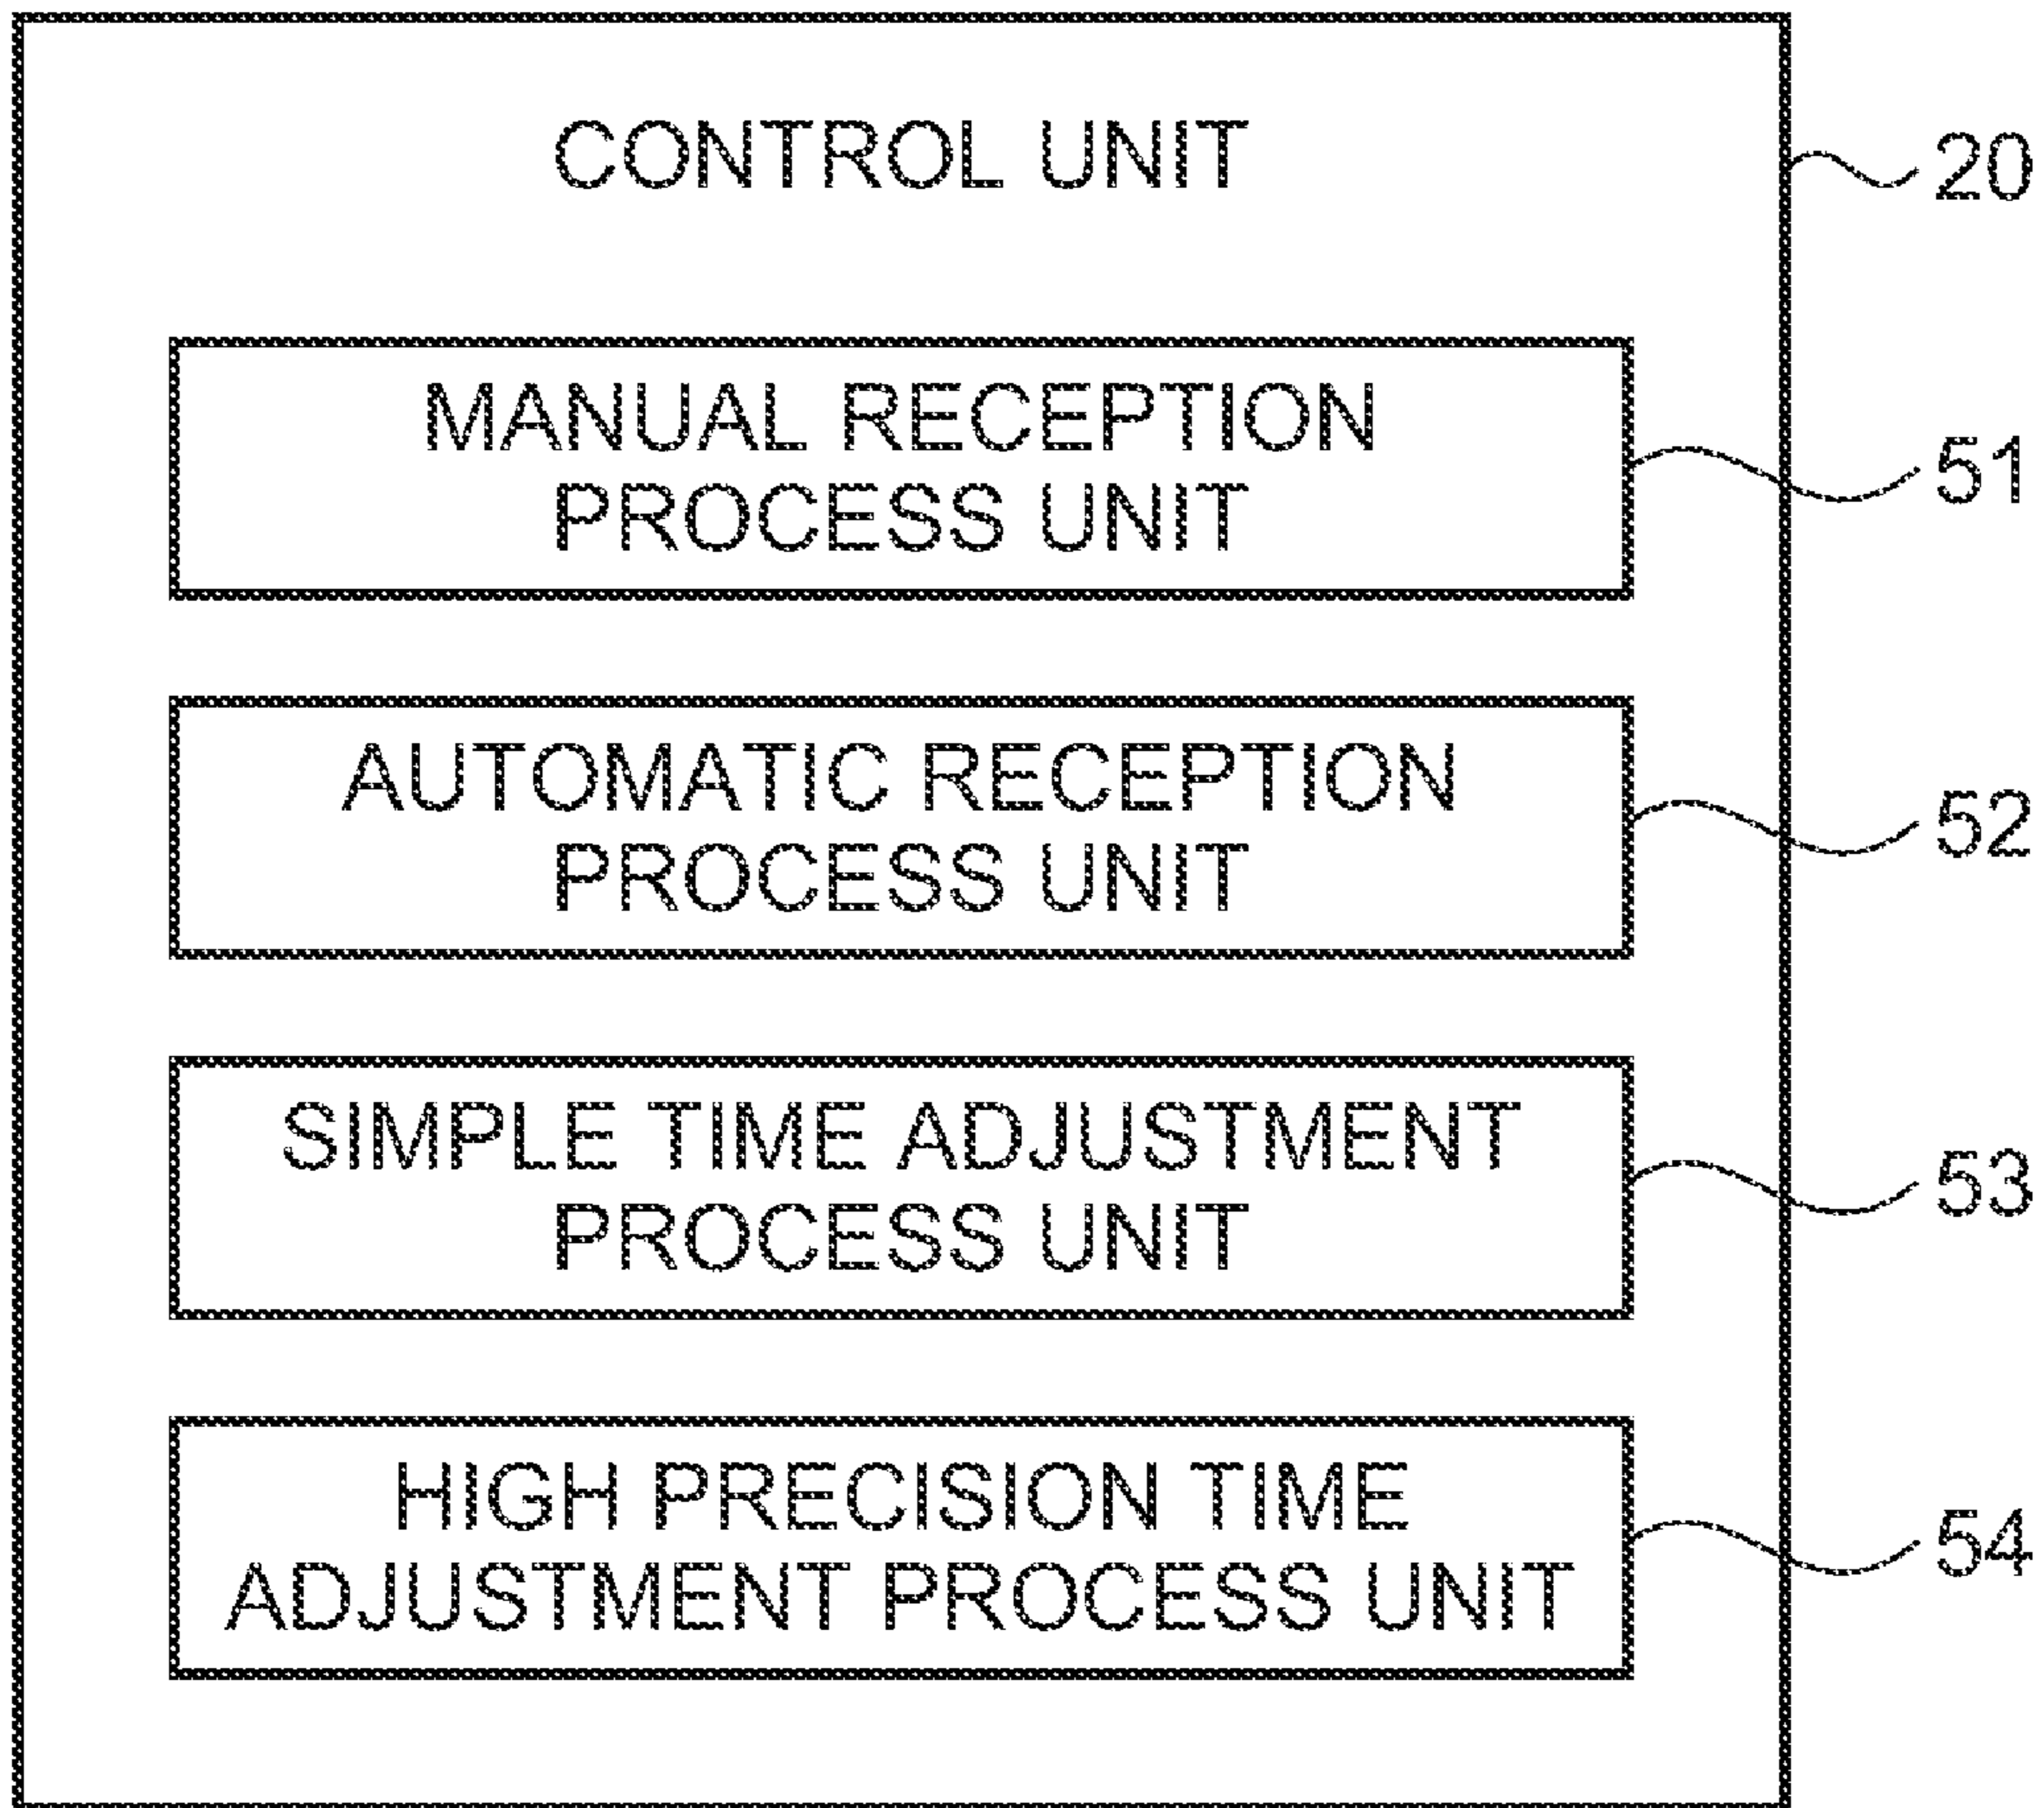 CONTROL UNIT
20
MANUAL RECEPTION
PROCESS UNIT
51
AUTOMATIC RECEPTION
PROCESS UNIT
52
SIMPLE TIME ADJUSTMENT
PROCESS UNIT
53
HIGH PRECISION TIME
ADJUSTMENT PROCESS UNIT
54